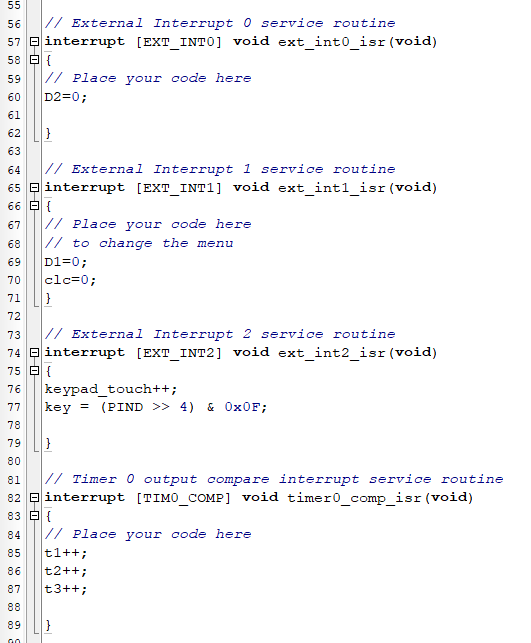 55
56 // External Interrupt 0 service routine
57 interrupt [EXT_INT0] void ext_int0_isr(void)
58 {
59 // Place your code here
60 D2=0;
61
62 }
63
64 // External Interrupt 1 service routine
65 interrupt [EXT_INT1] void ext_int1_isr(void)
66 {
67 // Place your code here
68 // to change the menu
69 D1=0;
70 clc=0;
71 }
72
73 // External Interrupt 2 service routine
74 interrupt [EXT_INT2] void ext_int2_isr(void)
75 {
76 keypad_touch++;
77 key = (PIND >> 4) & 0x0F;
78
79 }
80
81 // Timer 0 output compare interrupt service routine
82 interrupt [TIM0_COMP] void timer0_comp_isr(void)
83 {
84 // Place your code here
85 t1++;
86 t2++;
87 t3++;
88
89 }
90